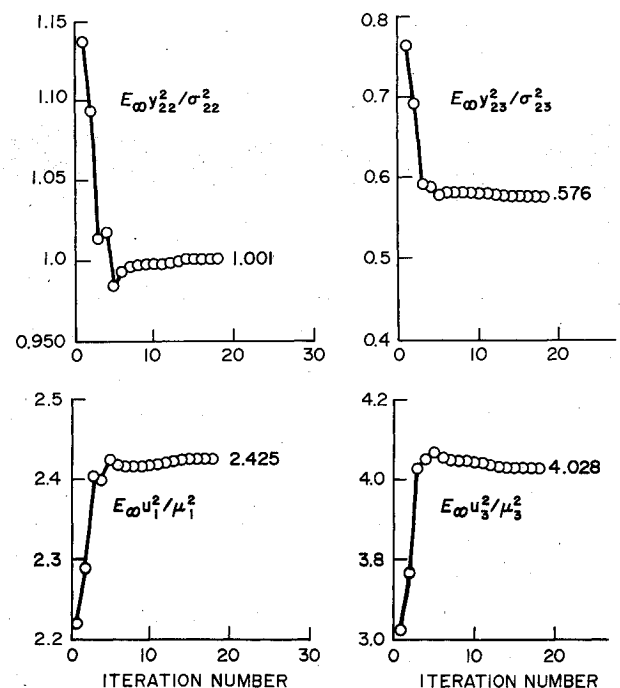 1.15
1.10
1.05
1.0
0.950
0 10 20 30
E∞y²₂₂/σ²₂₂
1.001
0.8
0.7
0.6
0.5
0.4
0 10 20
E∞y²₂₃/σ²₂₃
.576
2.5
2.4
2.3
2.2
0 10 20 30
E∞u²₁/μ²₁
2.425
ITERATION NUMBER
4.2
4.0
3.8
3.0
0 10 20
E∞u²₃/μ²₃
4.028
ITERATION NUMBER